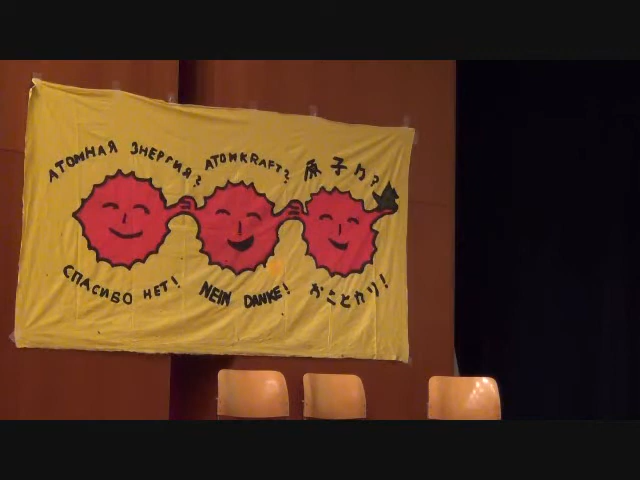 АТОМНАЯ ЭНЕРГИЯ?
СПАСИБО НЕТ!
ATOMKRAFT?
NEIN DANKE!
原子力?
おことわり!